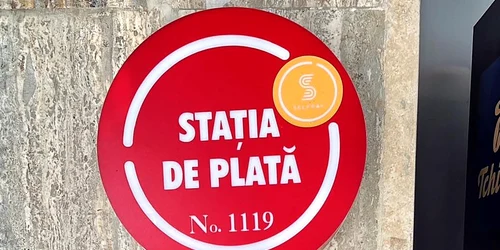 STAȚIA
DE PLATĂ
No. 1119